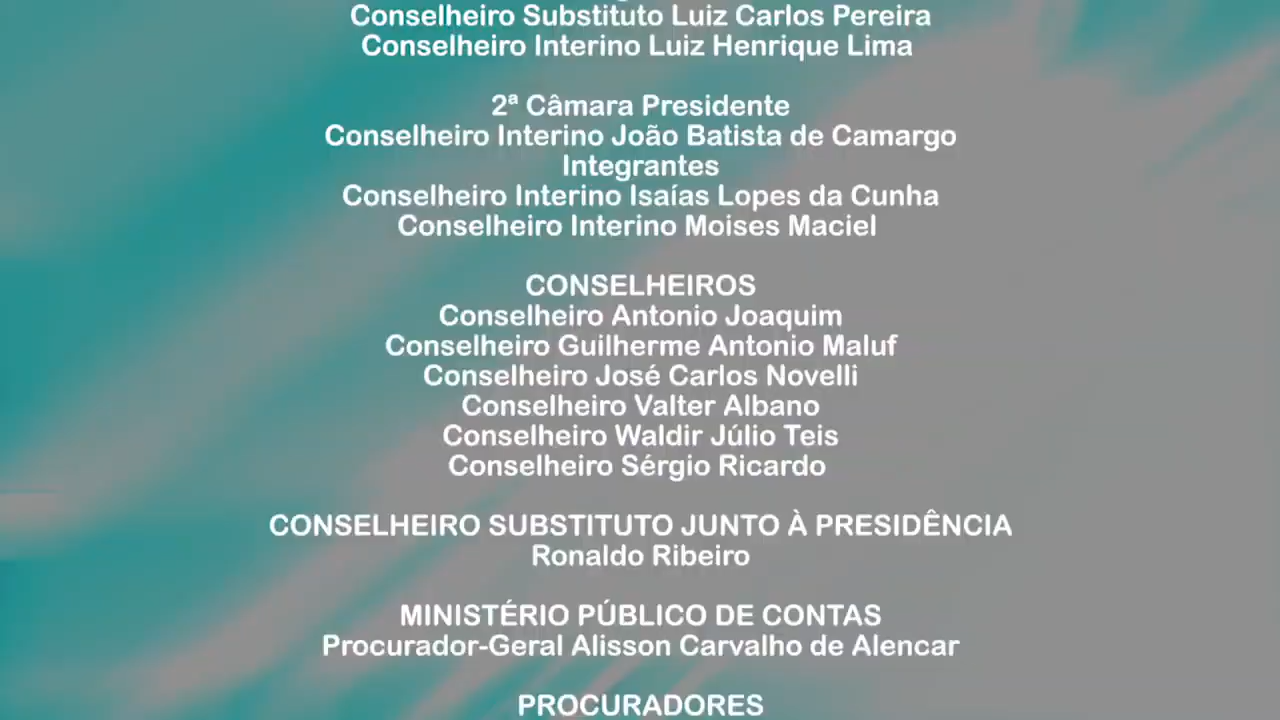 Conselheiro Substituto Luiz Carlos Pereira
Conselheiro Interino Luiz Henrique Lima
2ª Câmara Presidente
Conselheiro Interino João Batista de Camargo
Integrantes
Conselheiro Interino Isaías Lopes da Cunha
Conselheiro Interino Moises Maciel
CONSELHEIROS
Conselheiro Antonio Joaquim
Conselheiro Guilherme Antonio Maluf
Conselheiro José Carlos Novelli
Conselheiro Valter Albano
Conselheiro Waldir Júlio Teis
Conselheiro Sérgio Ricardo
CONSELHEIRO SUBSTITUTO JUNTO À PRESIDÊNCIA
Ronaldo Ribeiro
MINISTÉRIO PÚBLICO DE CONTAS
Procurador-Geral Alisson Carvalho de Alencar
PROCURADORES